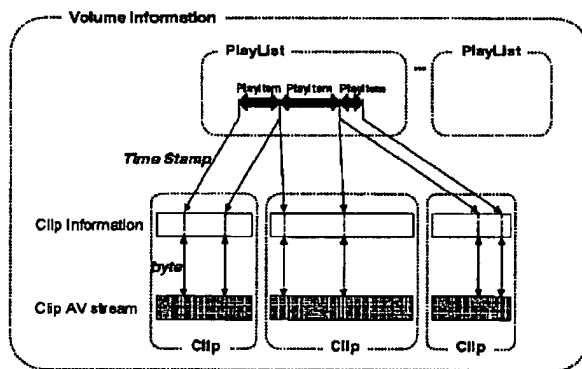 Volume Information
PlayList
...
PlayList
PlayItem PlayItem PlayItem
Time Stamp
Clip Information
byte
Clip AV stream
Clip
Clip
Clip